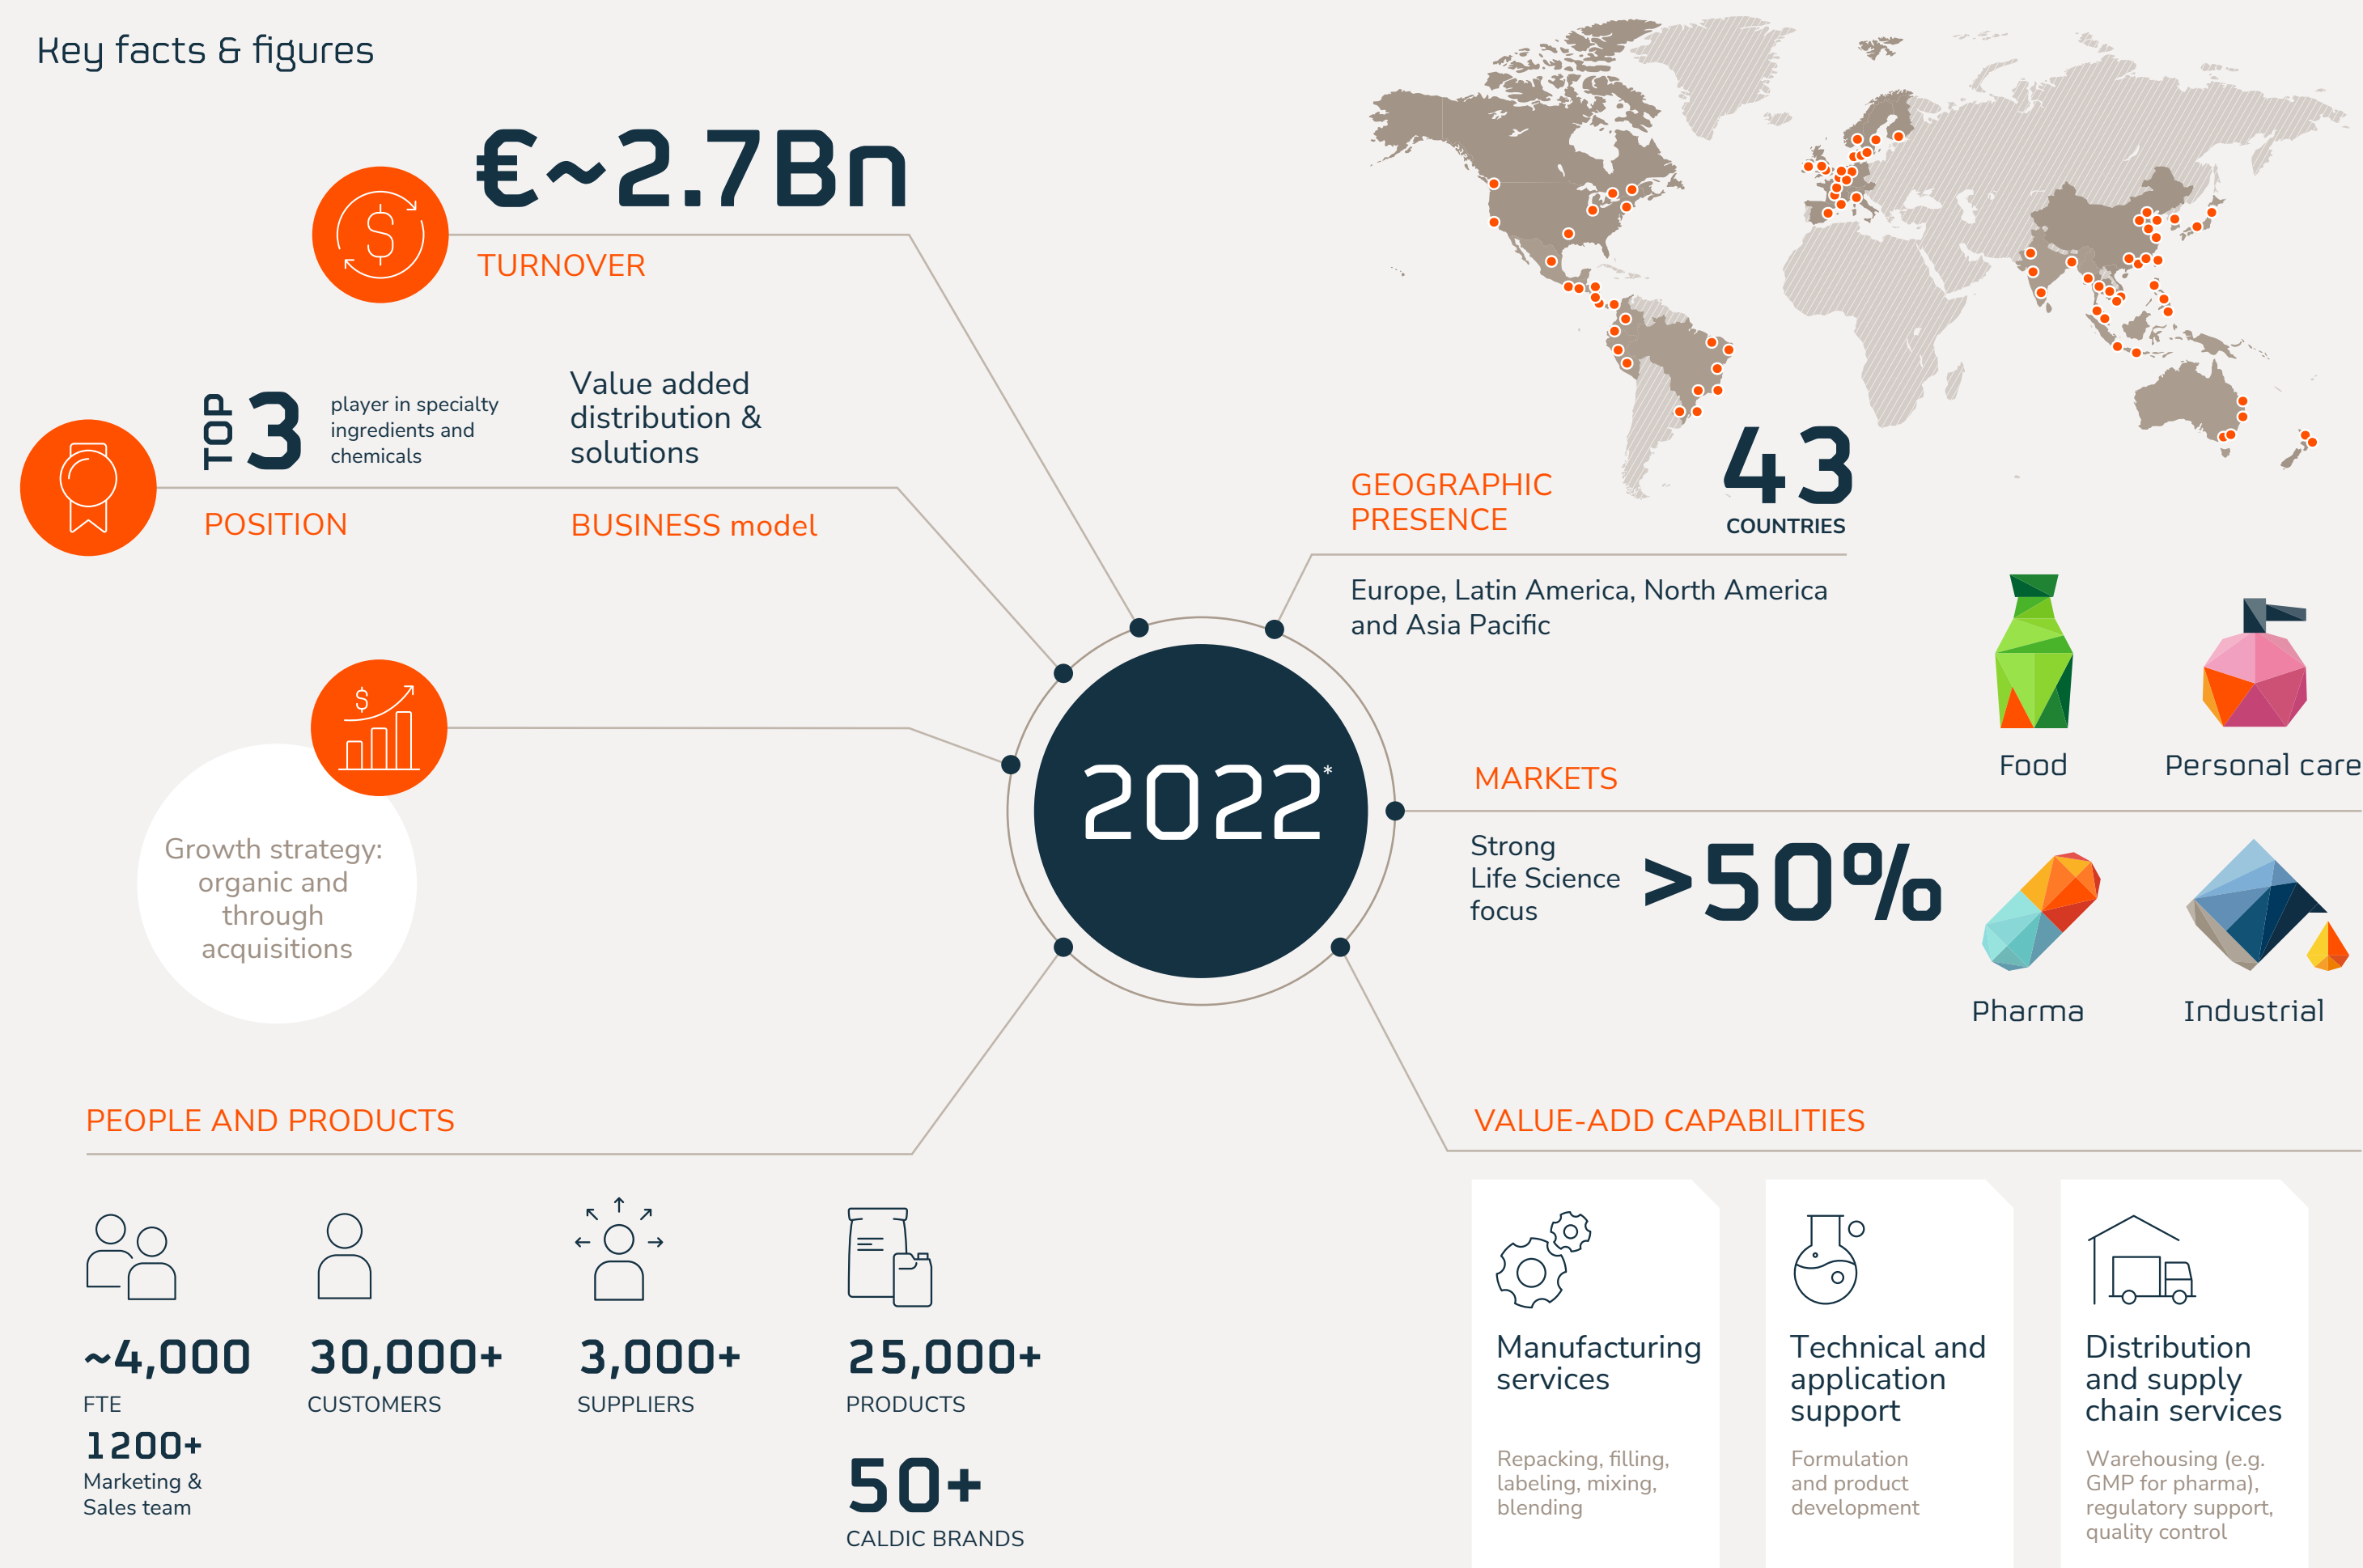 Key facts & figures
€~2.7Bn
TURNOVER
TOP 3
player in specialty
ingredients and
chemicals
POSITION
Value added
distribution &
solutions
BUSINESS model
$
Growth strategy:
organic and
through
acquisitions
2022*
GEOGRAPHIC
PRESENCE
43
COUNTRIES
Europe, Latin America, North America
and Asia Pacific
MARKETS
Strong
Life Science
focus
>50%
Food
Personal care
Pharma
Industrial
PEOPLE AND PRODUCTS
~4,000
FTE
1200+
Marketing &
Sales team
30,000+
CUSTOMERS
3,000+
SUPPLIERS
25,000+
PRODUCTS
50+
CALDIC BRANDS
VALUE-ADD CAPABILITIES
Manufacturing
services
Repacking, filling,
labeling, mixing,
blending
Technical and
application
support
Formulation
and product
development
Distribution
and supply
chain services
Warehousing (e.g.
GMP for pharma),
regulatory support,
quality control